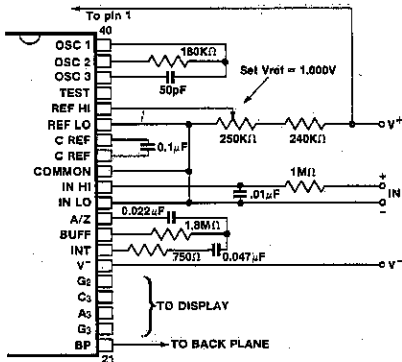 To pin 1
40
OSC 1
180KΩ
OSC 2
OSC 3
50pF
TEST
Set Vref = 1.000V
REF HI
REF LO
V+
250KΩ
240KΩ
C REF
0.1µF
C REF
COMMON
1MΩ
IN HI
+
.01µF
IN
IN LO
−
0.022µF
A/Z
BUFF
1.8MΩ
INT
750Ω
0.047µF
V−
V−
G2
C3
TO DISPLAY
A3
G3
BP
TO BACK PLANE
21